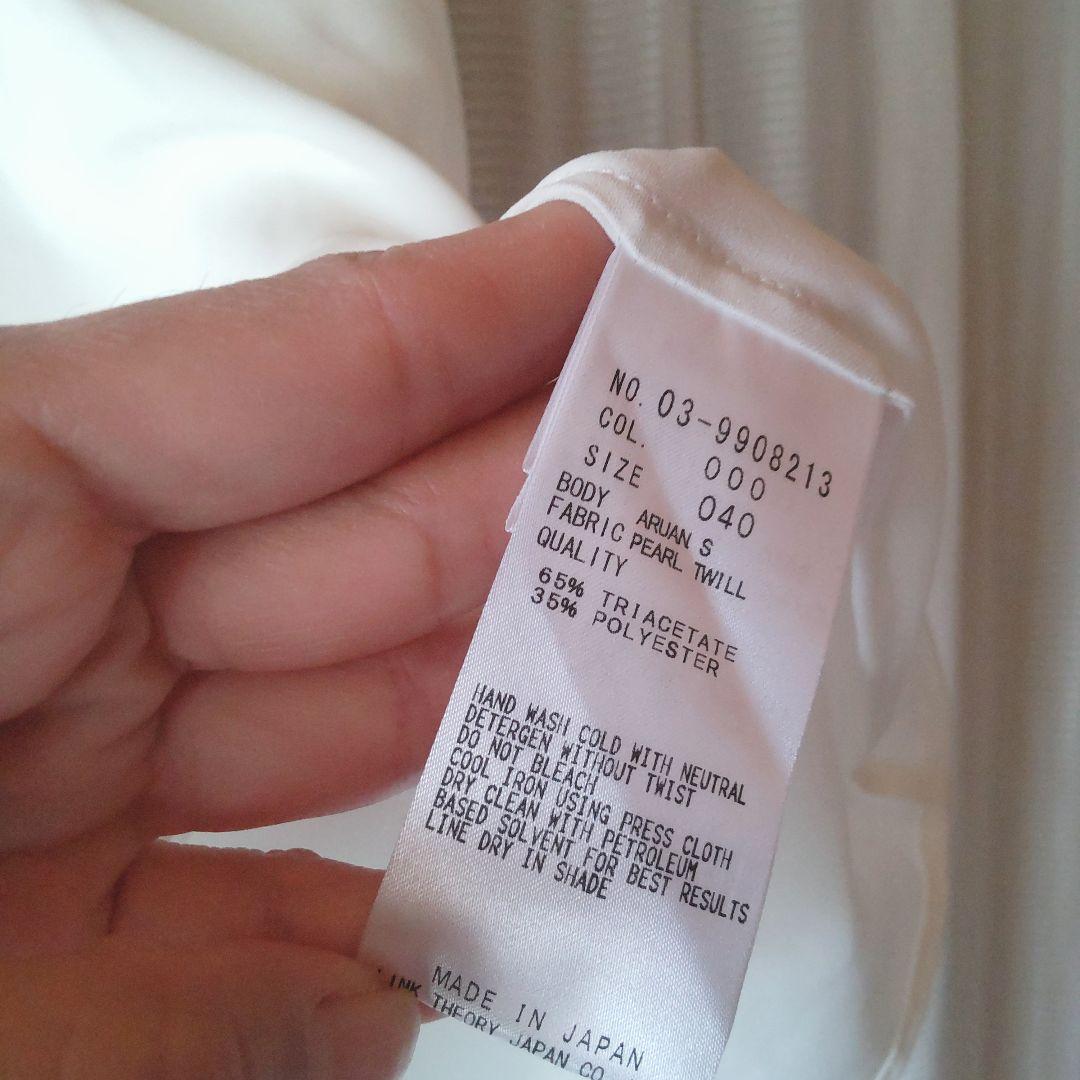 NO. 03-9908213
COL. 000
SIZE 040
BODY ARUAN S
FABRIC PEARL TWILL
QUALITY
65% TRIACETATE
35% POLYESTER
HAND WASH COLD WITH NEUTRAL
DETERGEN WITHOUT TWIST
DO NOT BLEACH
COOL IRON USING PRESS CLOTH
DRY CLEAN WITH PETROLEUM
BASED SOLVENT FOR BEST RESULTS
LINE DRY IN SHADE
MADE IN JAPAN
LINK THEORY JAPAN CO